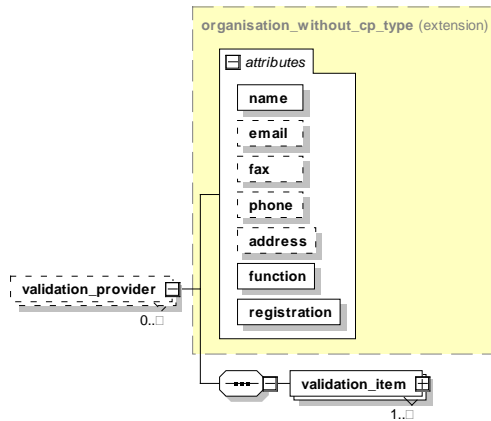 organisation_without_cp_type (extension)
attributes
name
email
fax
phone
address
function
registration
validation_provider
0..□
validation_item
1..□